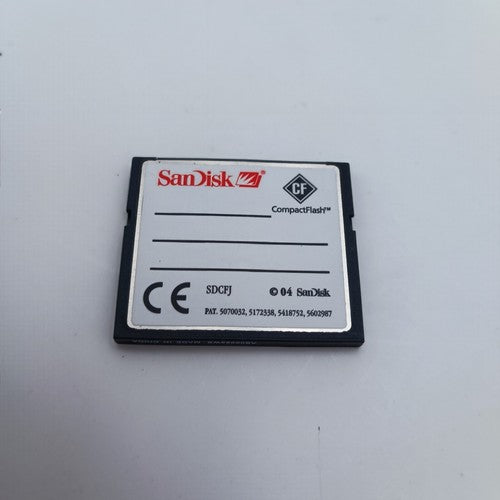 SanDisk
CF
CompactFlash™
CE
SDCFJ
© 04 SanDisk
PAT. 5070032, 5172338, 5418752, 5602987